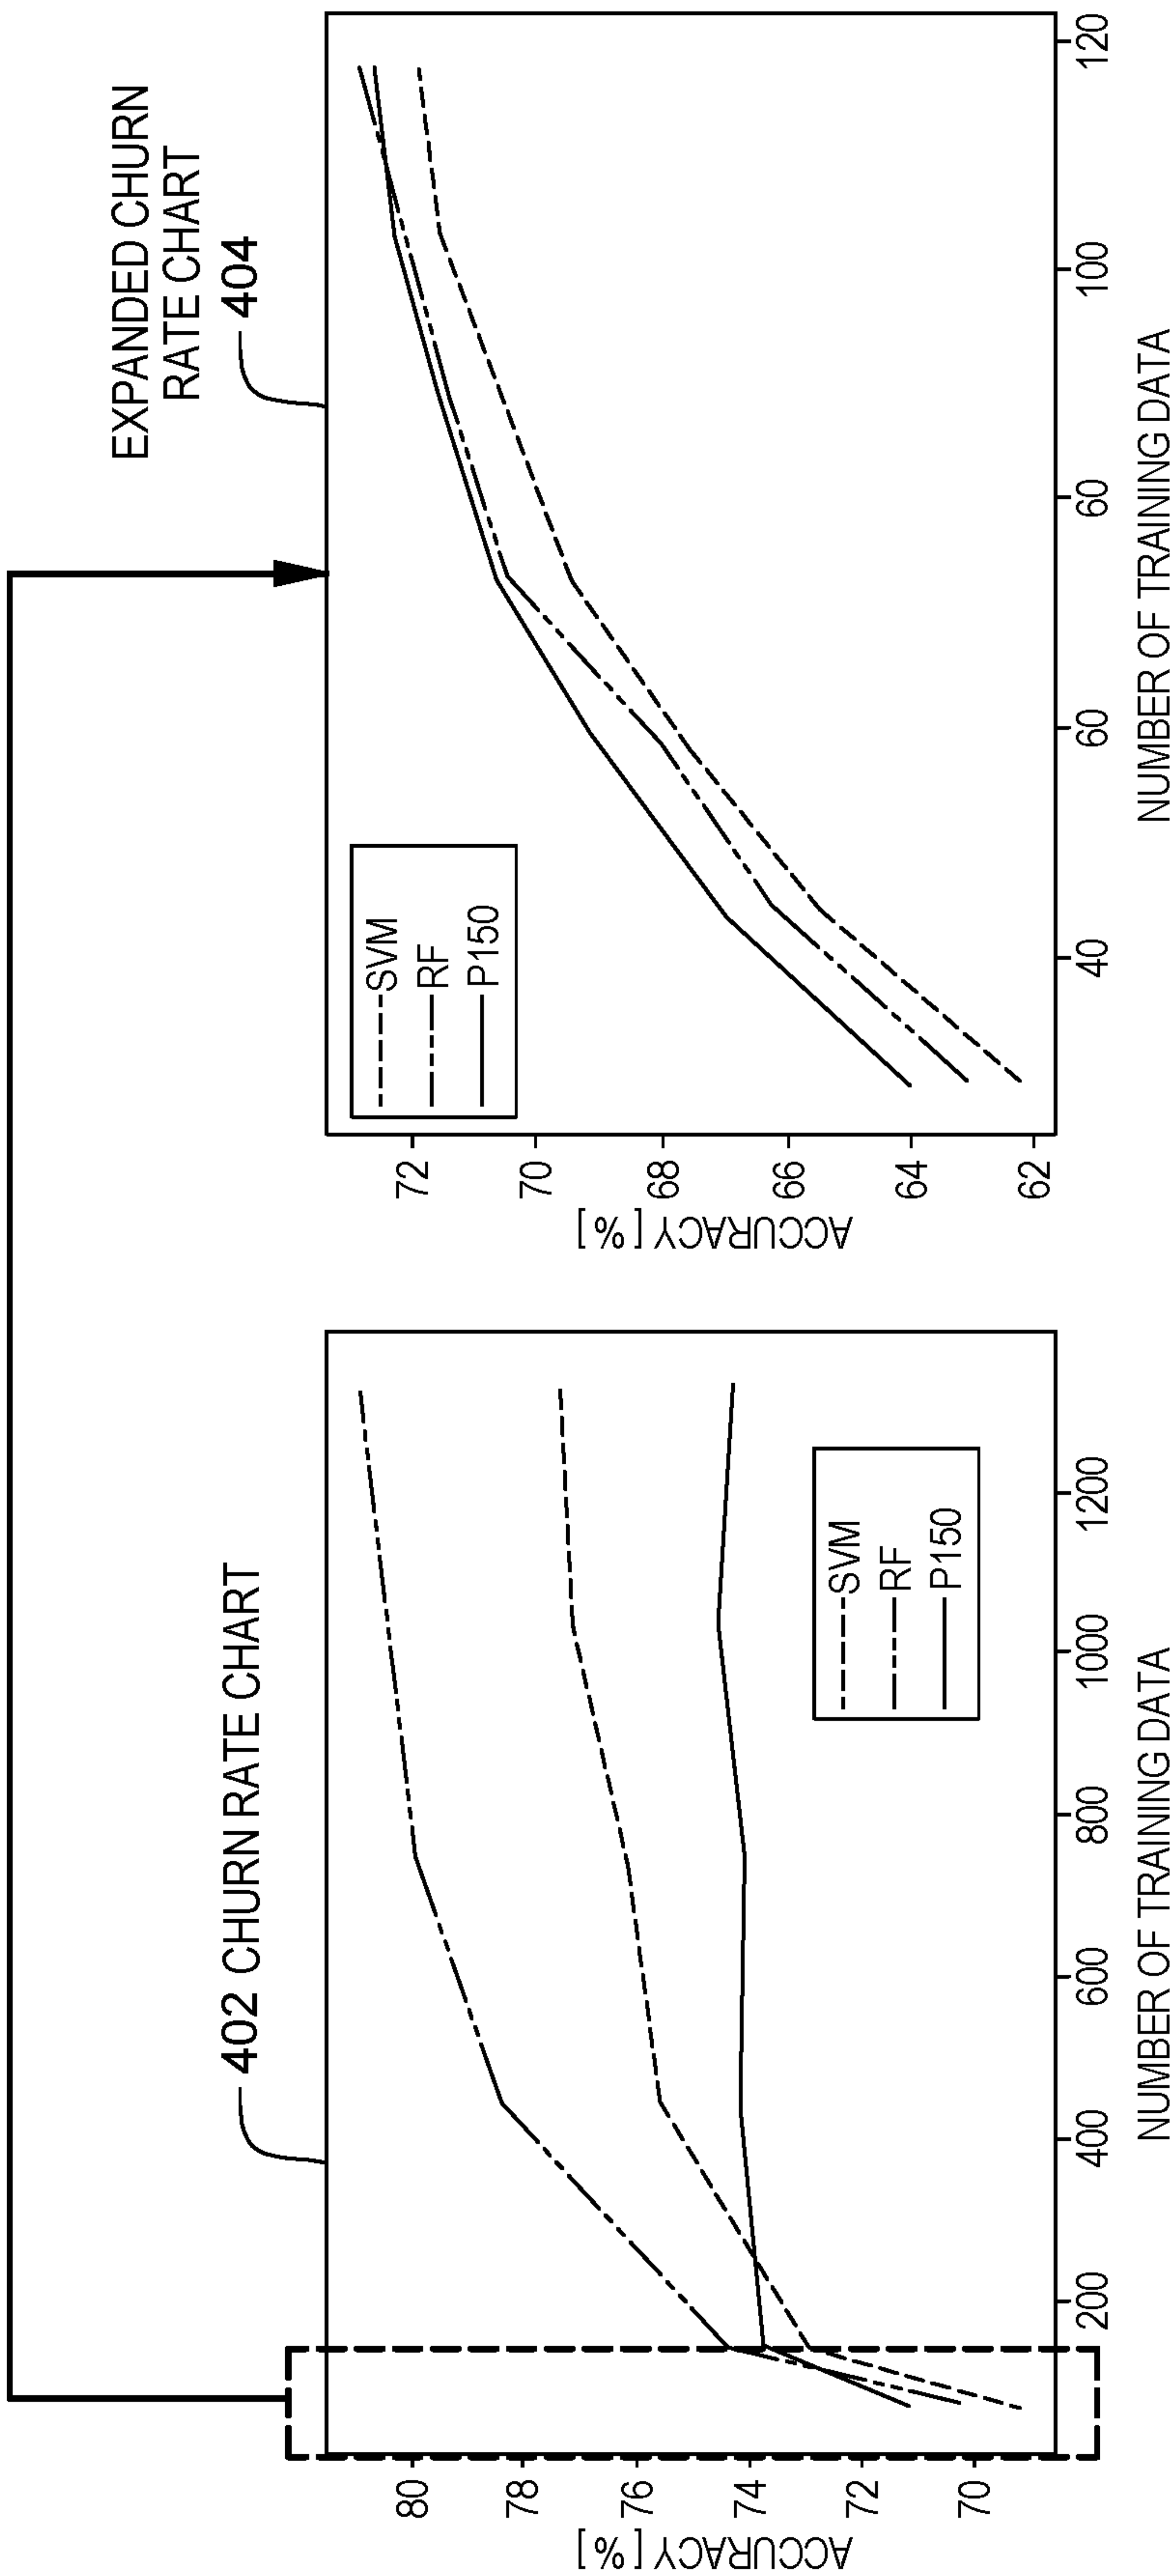 402 CHURN RATE CHART
ACCURACY [%]
80
78
76
74
72
70
SVM
RF
P150
200
400
600
800
1000
1200
NUMBER OF TRAINING DATA
EXPANDED CHURN
RATE CHART
404
ACCURACY [%]
72
70
68
66
64
62
SVM
RF
P150
40
60
60
100
120
NUMBER OF TRAINING DATA